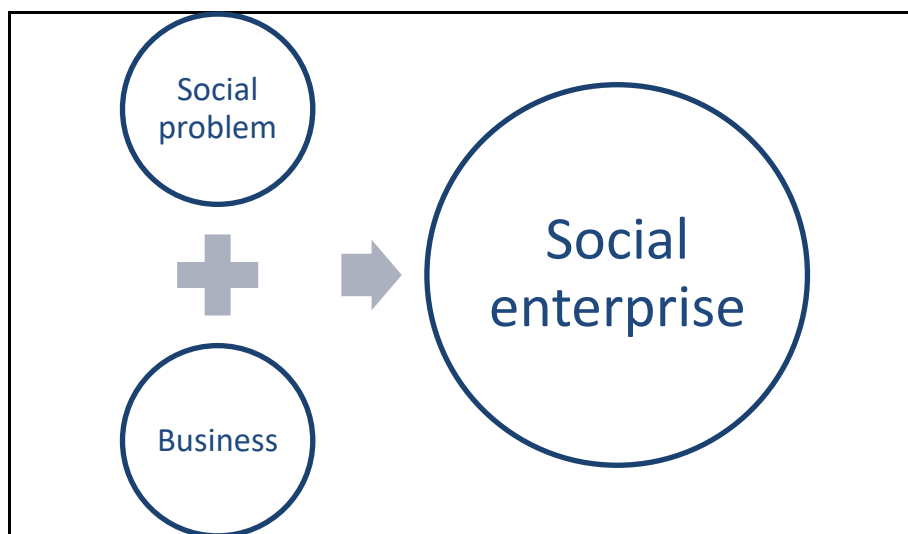 Social
problem
Business
Social
enterprise